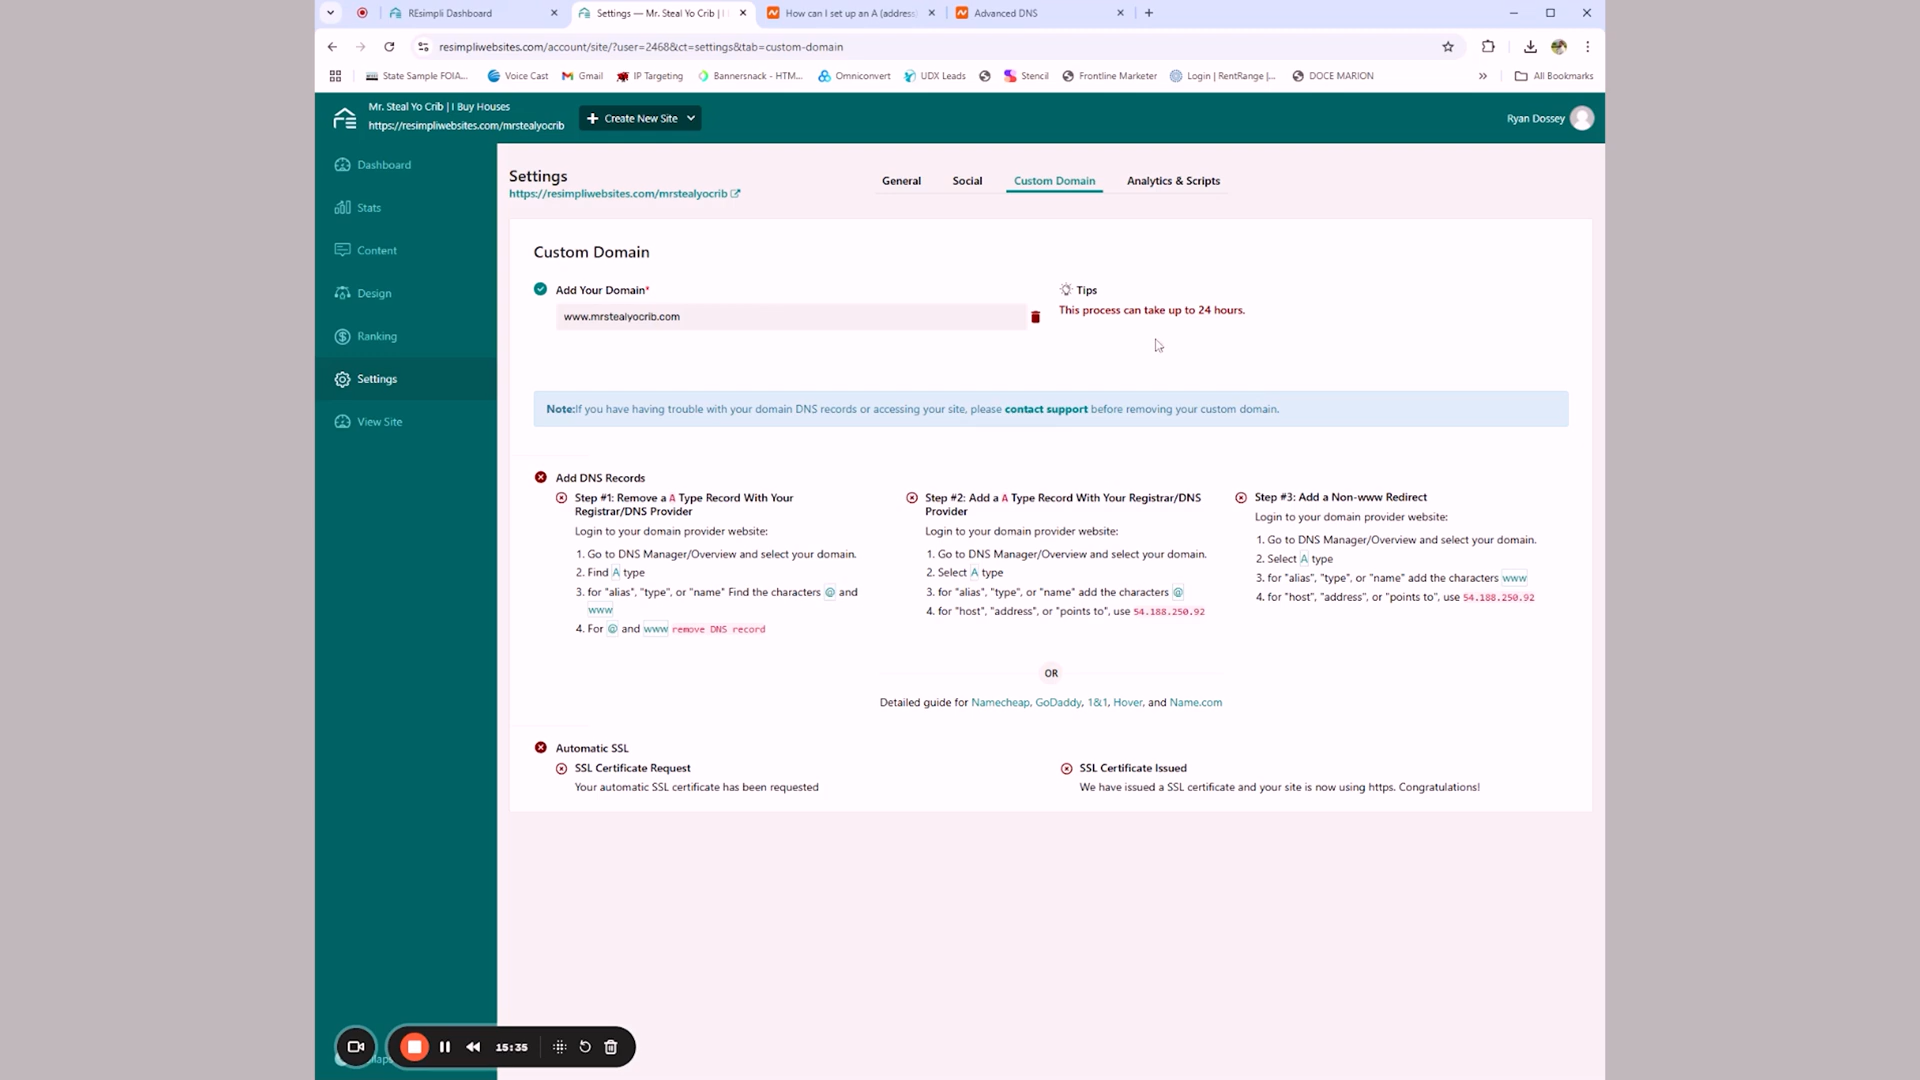 REsimpli Dashboard
Settings — Mr. Steal Yo Crib | I
How can I set up an A (address
Advanced DNS
resimpliwebsites.com/account/site/?user=2468&ct=settings&tab=custom-domain
State Sample FOIA...
Voice Cast
Gmail
IP Targeting
Bannersnack - HTM...
Omniconvert
UDX Leads
Stencil
Frontline Marketer
Login | RentRange |...
DOCE MARION
»
All Bookmarks
Mr. Steal Yo Crib | I Buy Houses
https://resimpliwebsites.com/mrstealyocrib
+ Create New Site
Ryan Dossey
Dashboard
Stats
Content
Design
Ranking
Settings
View Site
Settings
https://resimpliwebsites.com/mrstealyocrib
General
Social
Custom Domain
Analytics & Scripts
Custom Domain
Add Your Domain*
www.mrstealyocrib.com
Tips
This process can take up to 24 hours.
Note:If you have having trouble with your domain DNS records or accessing your site, please contact support before removing your custom domain.
Add DNS Records
Step #1: Remove a A Type Record With Your
Registrar/DNS Provider
Login to your domain provider website:
1. Go to DNS Manager/Overview and select your domain.
2. Find A type
3. for "alias", "type", or "name" Find the characters @ and
www
4. For @ and www remove DNS record
Step #2: Add a A Type Record With Your Registrar/DNS
Provider
Login to your domain provider website:
1. Go to DNS Manager/Overview and select your domain.
2. Select A type
3. for "alias", "type", or "name" add the characters @
4. for "host", "address", or "points to", use 54.188.250.92
Step #3: Add a Non-www Redirect
Login to your domain provider website:
1. Go to DNS Manager/Overview and select your domain.
2. Select A type
3. for "alias", "type", or "name" add the characters www
4. for "host", "address", or "points to", use 54.188.250.92
OR
Detailed guide for Namecheap, GoDaddy, 1&1, Hover, and Name.com
Automatic SSL
SSL Certificate Request
Your automatic SSL certificate has been requested
SSL Certificate Issued
We have issued a SSL certificate and your site is now using https. Congratulations!
15:35